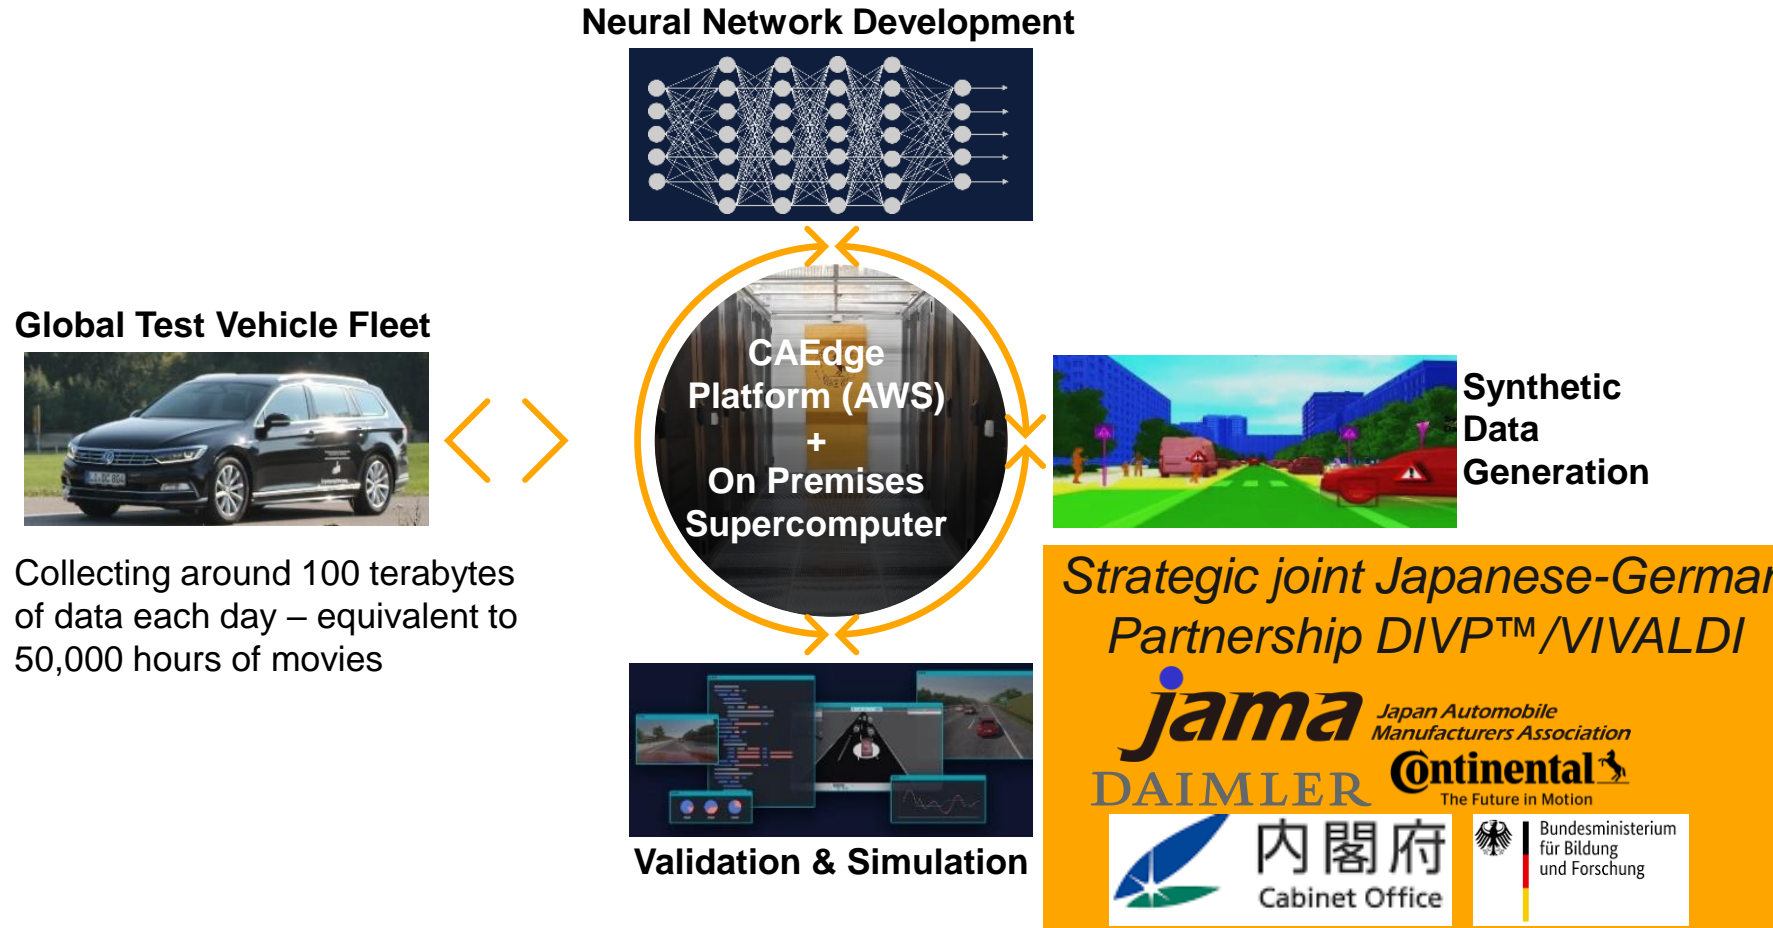 Neural Network Development
Global Test Vehicle Fleet
Collecting around 100 terabytes
of data each day – equivalent to
50,000 hours of movies
CAEdge
Platform (AWS)
+
On Premises
Supercomputer
Synthetic
Data
Generation
Validation & Simulation
Strategic joint Japanese-German
Partnership DIVP™/VIVALDI
jama
Japan Automobile
Manufacturers Association
DAIMLER
Continental
The Future in Motion
内閣府
Cabinet Office
Bundesministerium
für Bildung
und Forschung